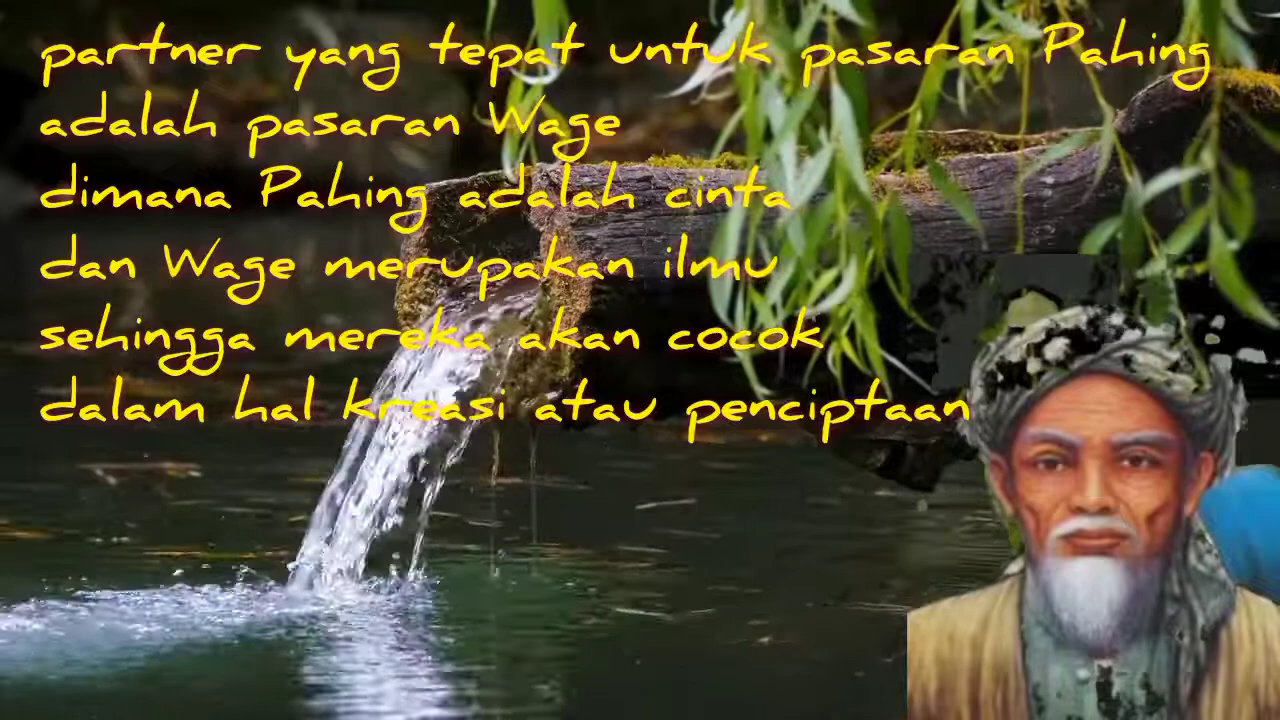 partner yang tepat untuk pasaran Pahing
adalah pasaran Wage
dimana Pahing adalah cinta
dan Wage merupakan ilmu
sehingga mereka akan cocok
dalam hal kreasi atau penciptaan